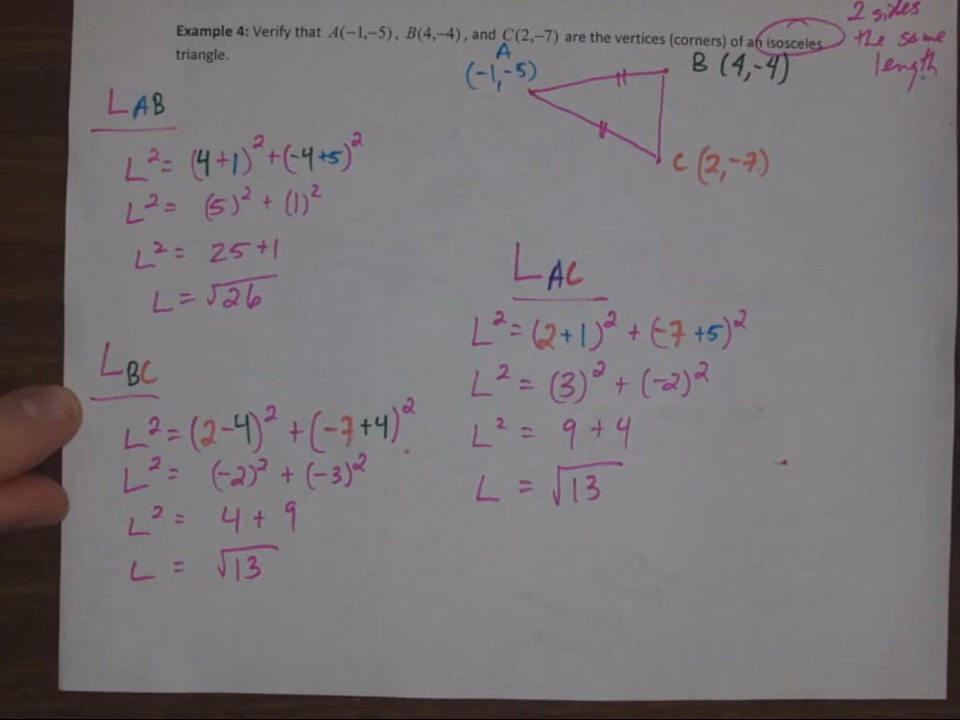 2 sides
Example 4: Verify that A(−1,−5), B(4,−4), and C(2,−7) are the vertices (corners) of an isosceles the same
triangle. length
A
(-1,-5)
B (4,-4)
C (2,-7)
LAB
L² = (4+1)² + (-4+5)²
L² = (5)² + (1)²
L² = 25+1
L = √26
LBC
L² = (2-4)² + (-7+4)²
L² = (-2)² + (-3)²
L² = 4 + 9
L = √13
LAC
L² = (2+1)² + (-7+5)²
L² = (3)² + (-2)²
L² = 9 + 4
L = √13